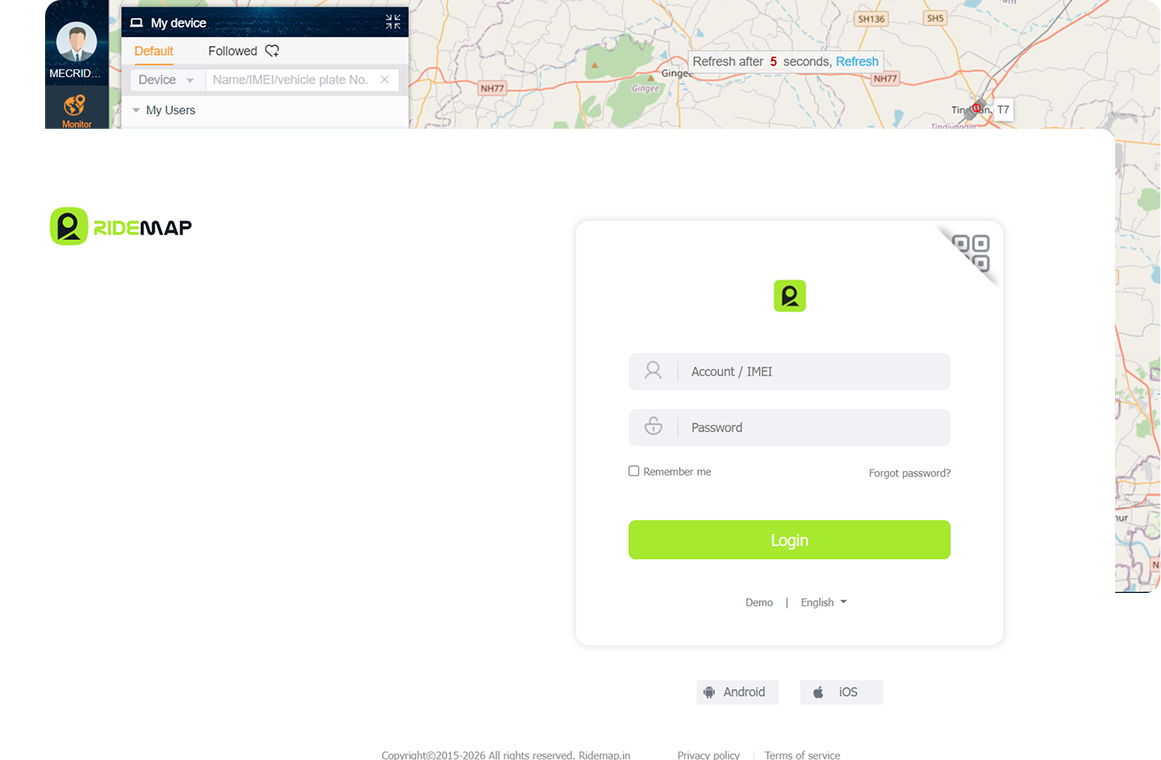 My device
SH136
SH5
MECRID...
Default
Followed
Refresh after 5 seconds, Refresh
Gingee
Device
Name/IMEI/vehicle plate No.
NH77
Gingee
NH77
T7
My Users
Monitor
Tindivanam
RIDEMAP
Account / IMEI
Password
Remember me
Forgot password?
Login
Demo | English
Android
iOS
Copyright©2015-2026 All rights reserved. Ridemap.in
Privacy policy | Terms of service